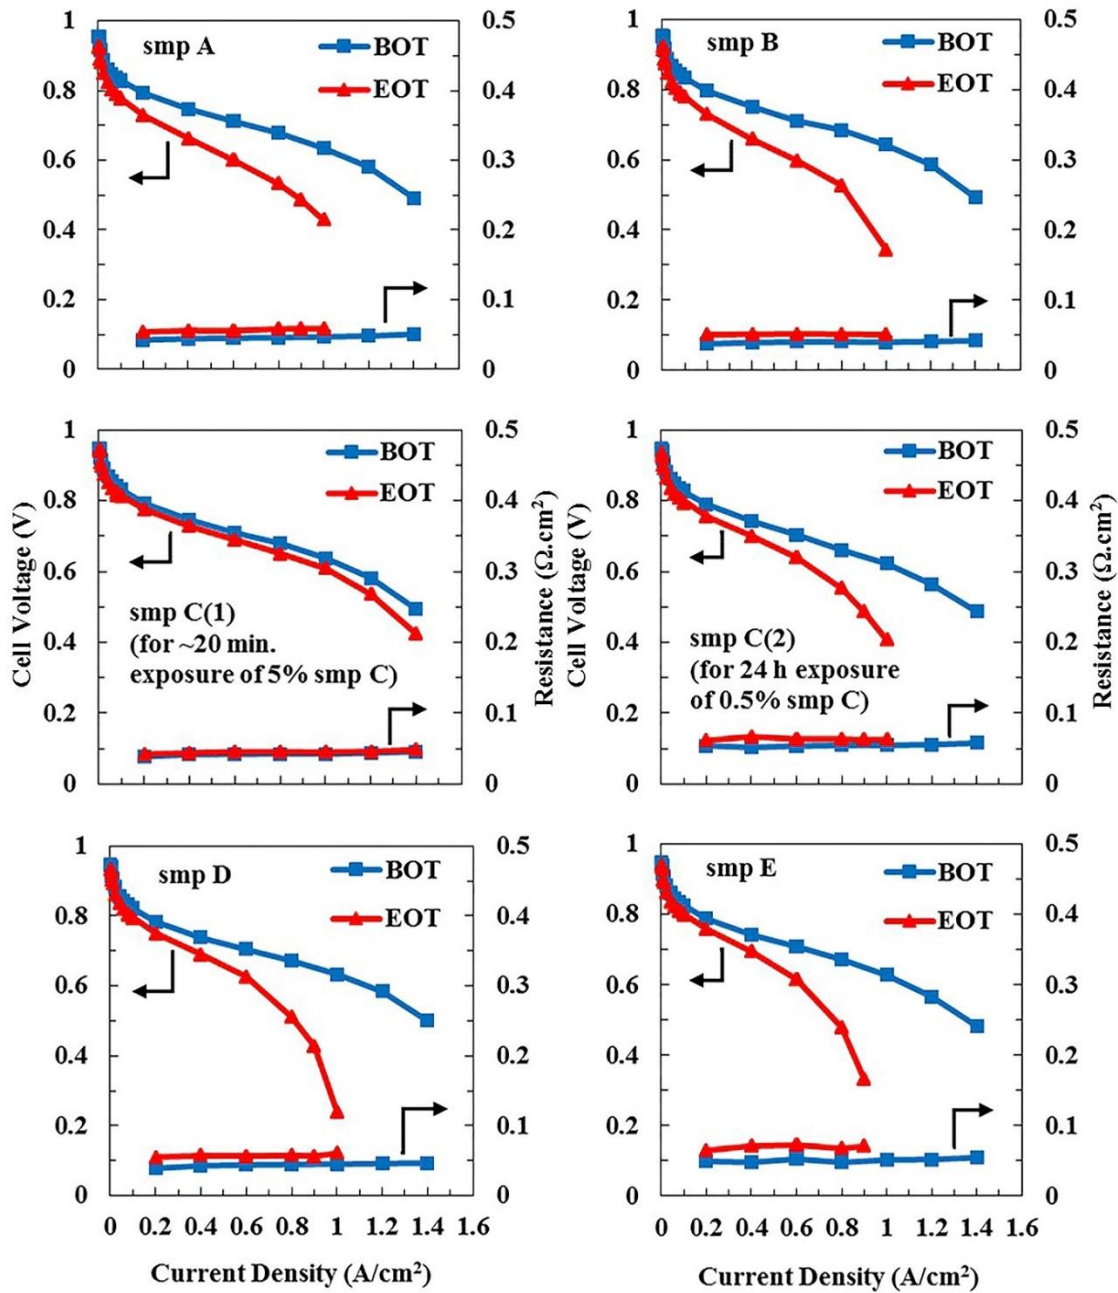 smp A
BOT
EOT
1
0.8
0.6
0.4
0.2
0
0.5
0.4
0.3
0.2
0.1
0
smp B
BOT
EOT
1
0.8
0.6
0.4
0.2
0
0.5
0.4
0.3
0.2
0.1
0
Cell Voltage (V)
1
0.8
0.6
0.4
0.2
0
BOT
EOT
smp C(1)
(for ~20 min.
exposure of 5% smp C)
0.5
0.4
0.3
0.2
0.1
0
Resistance (Ω.cm²)
Cell Voltage (V)
1
0.8
0.6
0.4
0.2
0
BOT
EOT
smp C(2)
(for 24 h exposure
of 0.5% smp C)
0.5
0.4
0.3
0.2
0.1
0
Resistance (Ω.cm²)
smp D
BOT
EOT
1
0.8
0.6
0.4
0.2
0
0.5
0.4
0.3
0.2
0.1
0
0 0.2 0.4 0.6 0.8 1 1.2 1.4 1.6
Current Density (A/cm²)
smp E
BOT
EOT
1
0.8
0.6
0.4
0.2
0
0.5
0.4
0.3
0.2
0.1
0
0 0.2 0.4 0.6 0.8 1 1.2 1.4 1.6
Current Density (A/cm²)